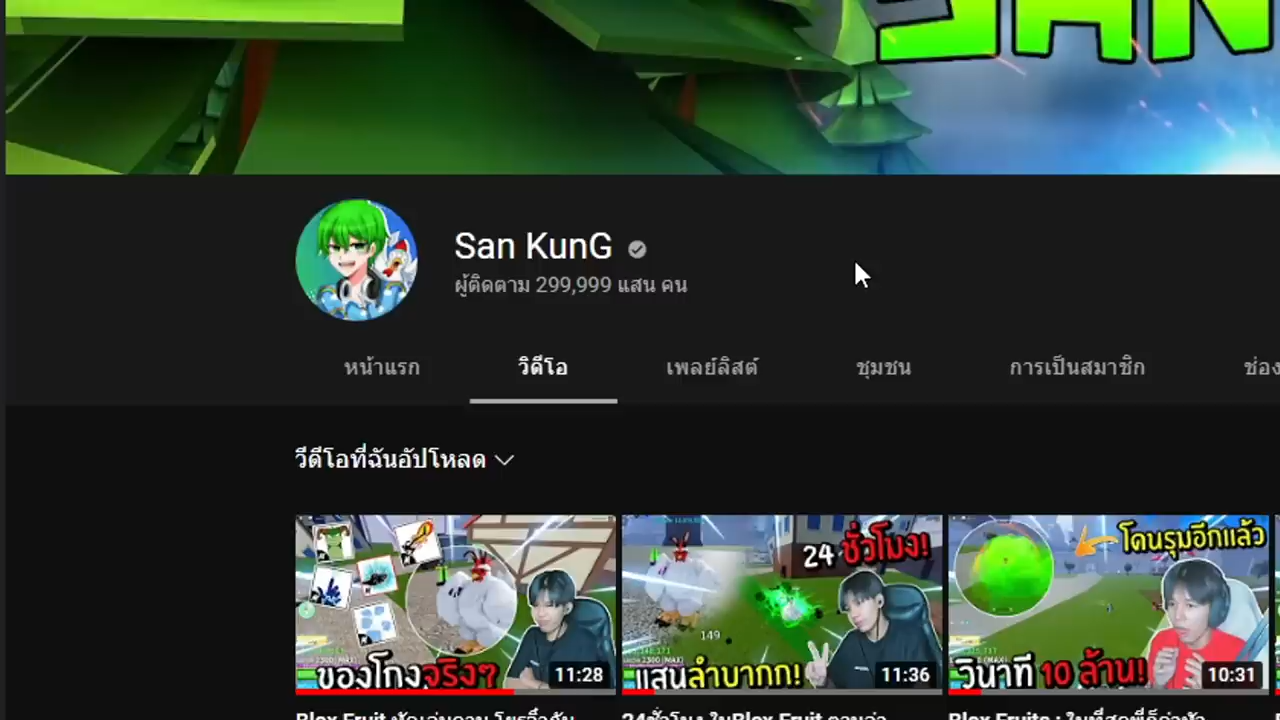 SAN
San KunG
ผู้ติดตาม 299,999 แสน คน
หน้าแรก วิดีโอ เพลย์ลิสต์ ชุมชน การเป็นสมาชิก ช่อง
วีดีโอที่ฉันอัปโหลด
ของโกงจริงๆ
11:28
24 ชั่วโมง!
149
แสนลำบากก!
11:36
โดนรุมอีกแล้ว
วินาที 10 ล้าน!
10:31